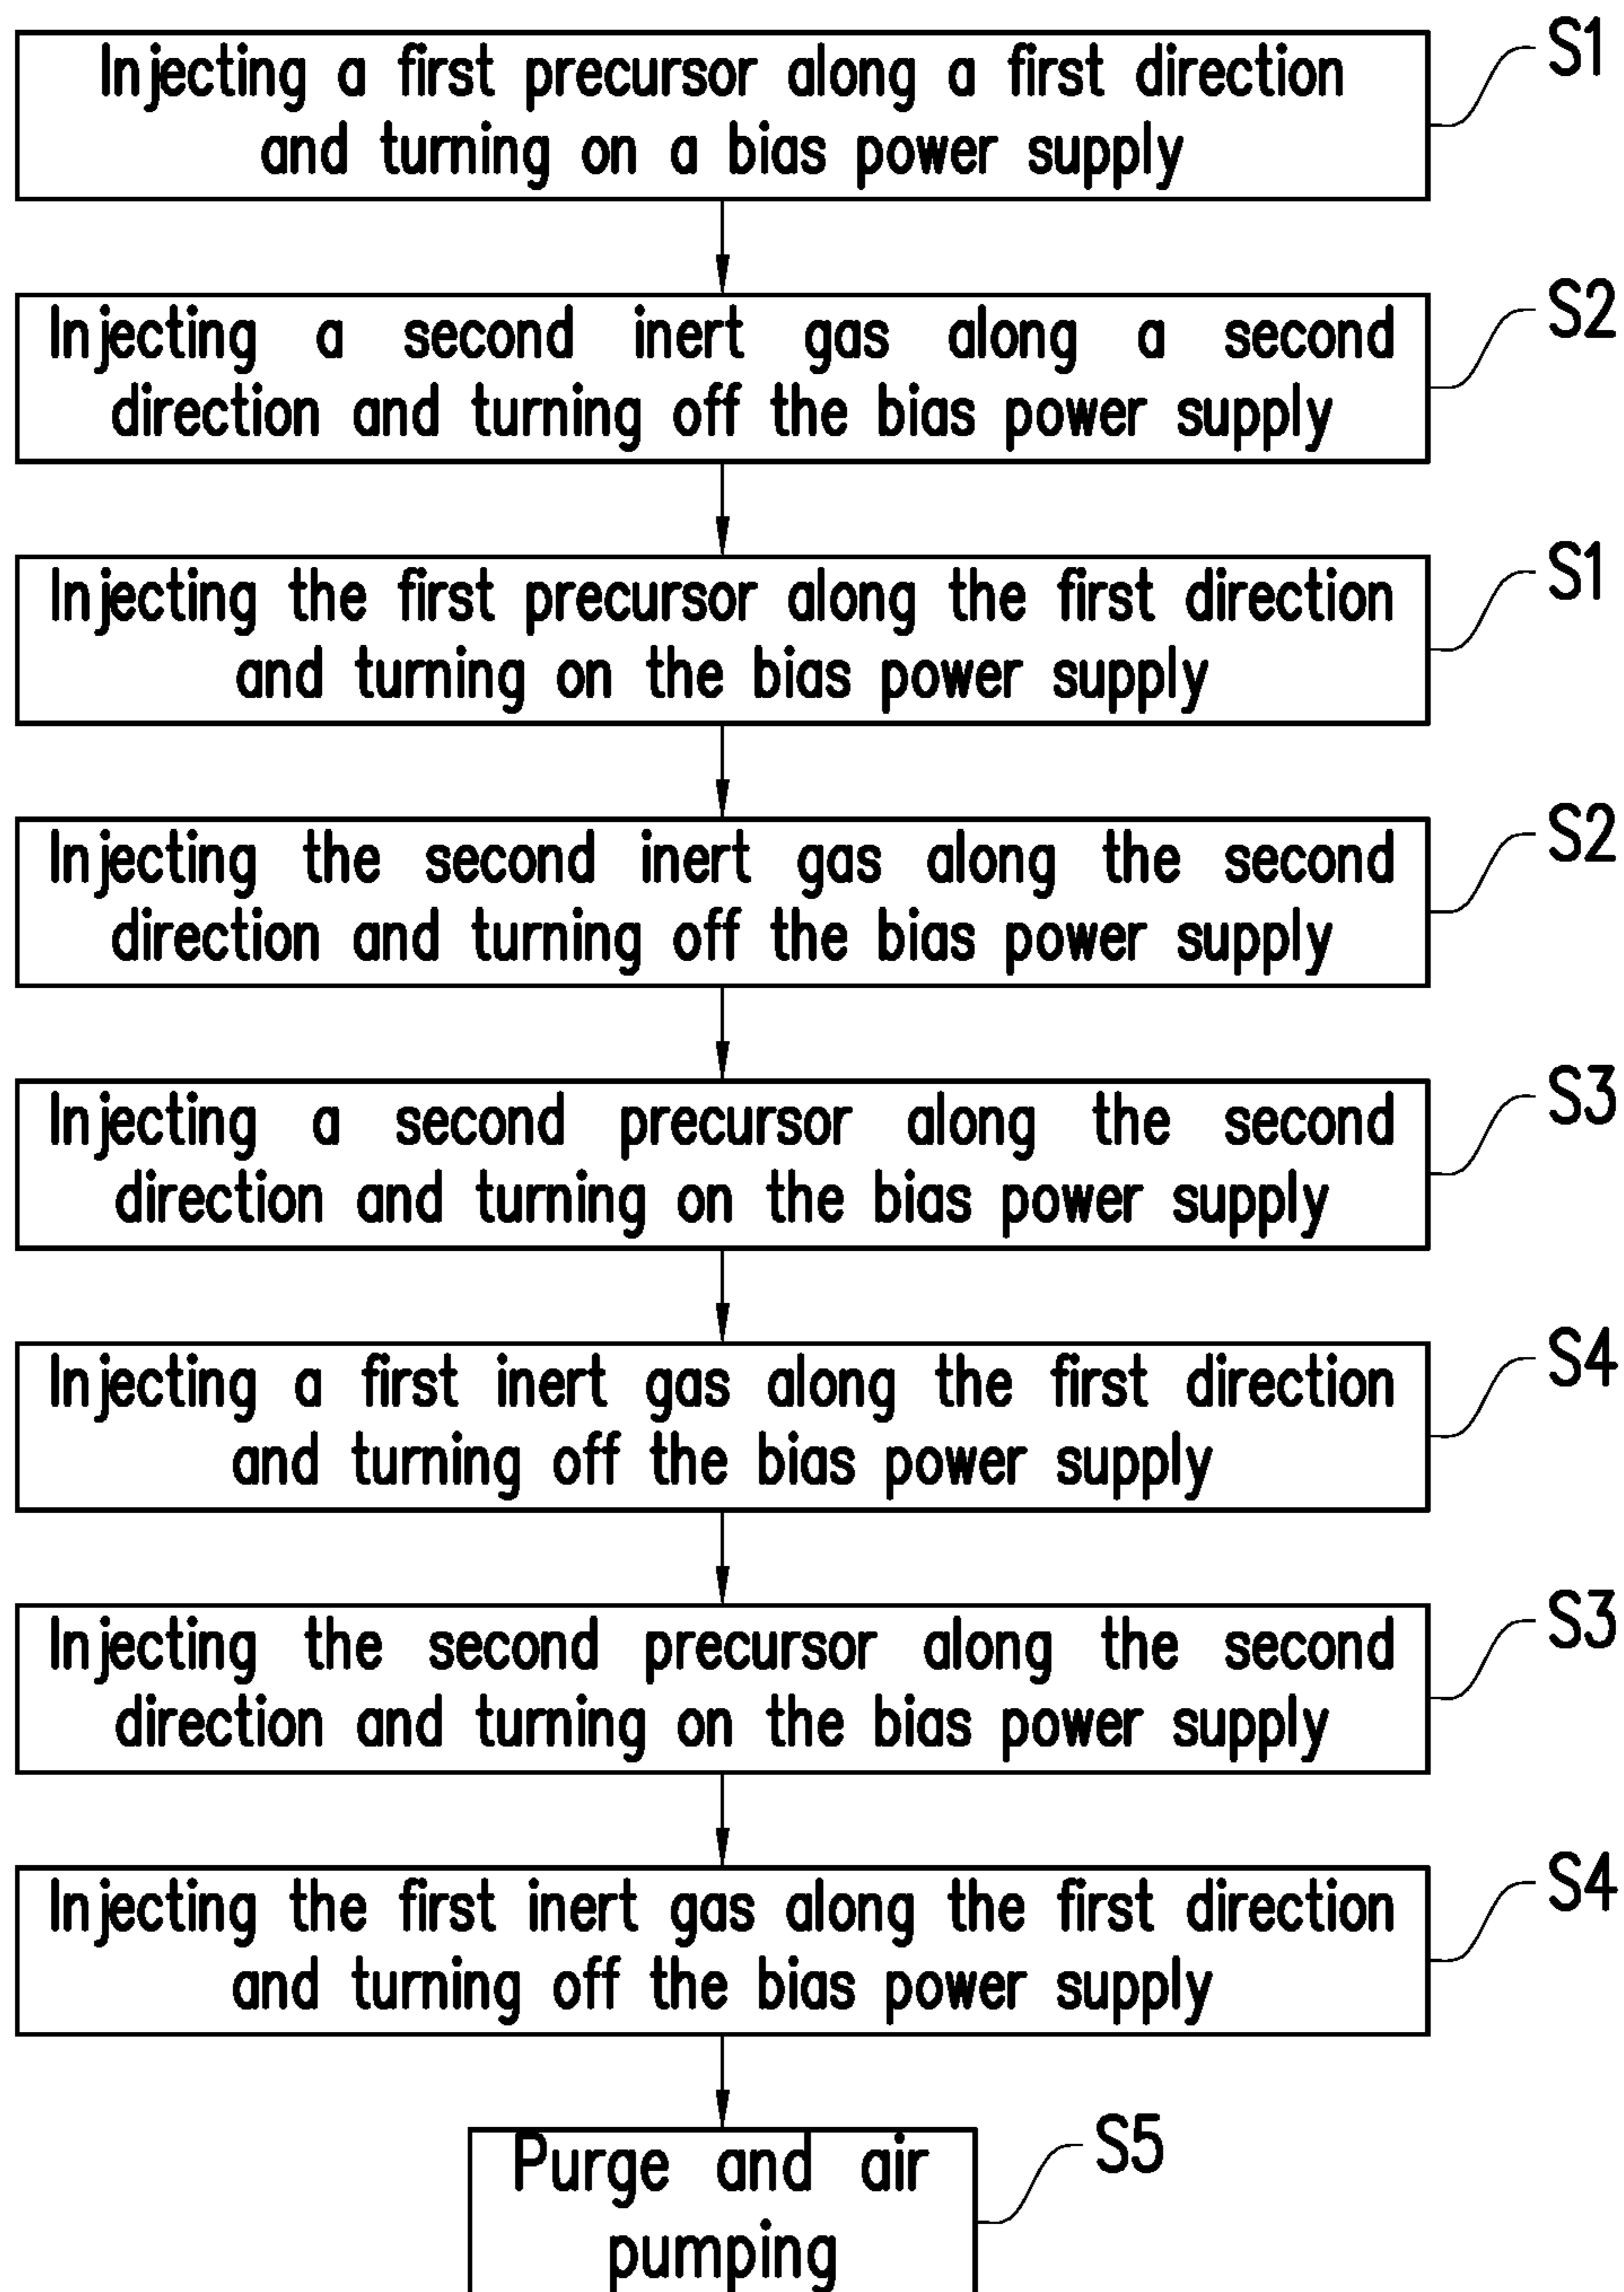 Injecting a first precursor along a first direction
and turning on a bias power supply
S1
Injecting a second inert gas along a second
direction and turning off the bias power supply
S2
Injecting the first precursor along the first direction
and turning on the bias power supply
S1
Injecting the second inert gas along the second
direction and turning off the bias power supply
S2
Injecting a second precursor along the second
direction and turning on the bias power supply
S3
Injecting a first inert gas along the first direction
and turning off the bias power supply
S4
Injecting the second precursor along the second
direction and turning on the bias power supply
S3
Injecting the first inert gas along the first direction
and turning off the bias power supply
S4
Purge and air
pumping
S5